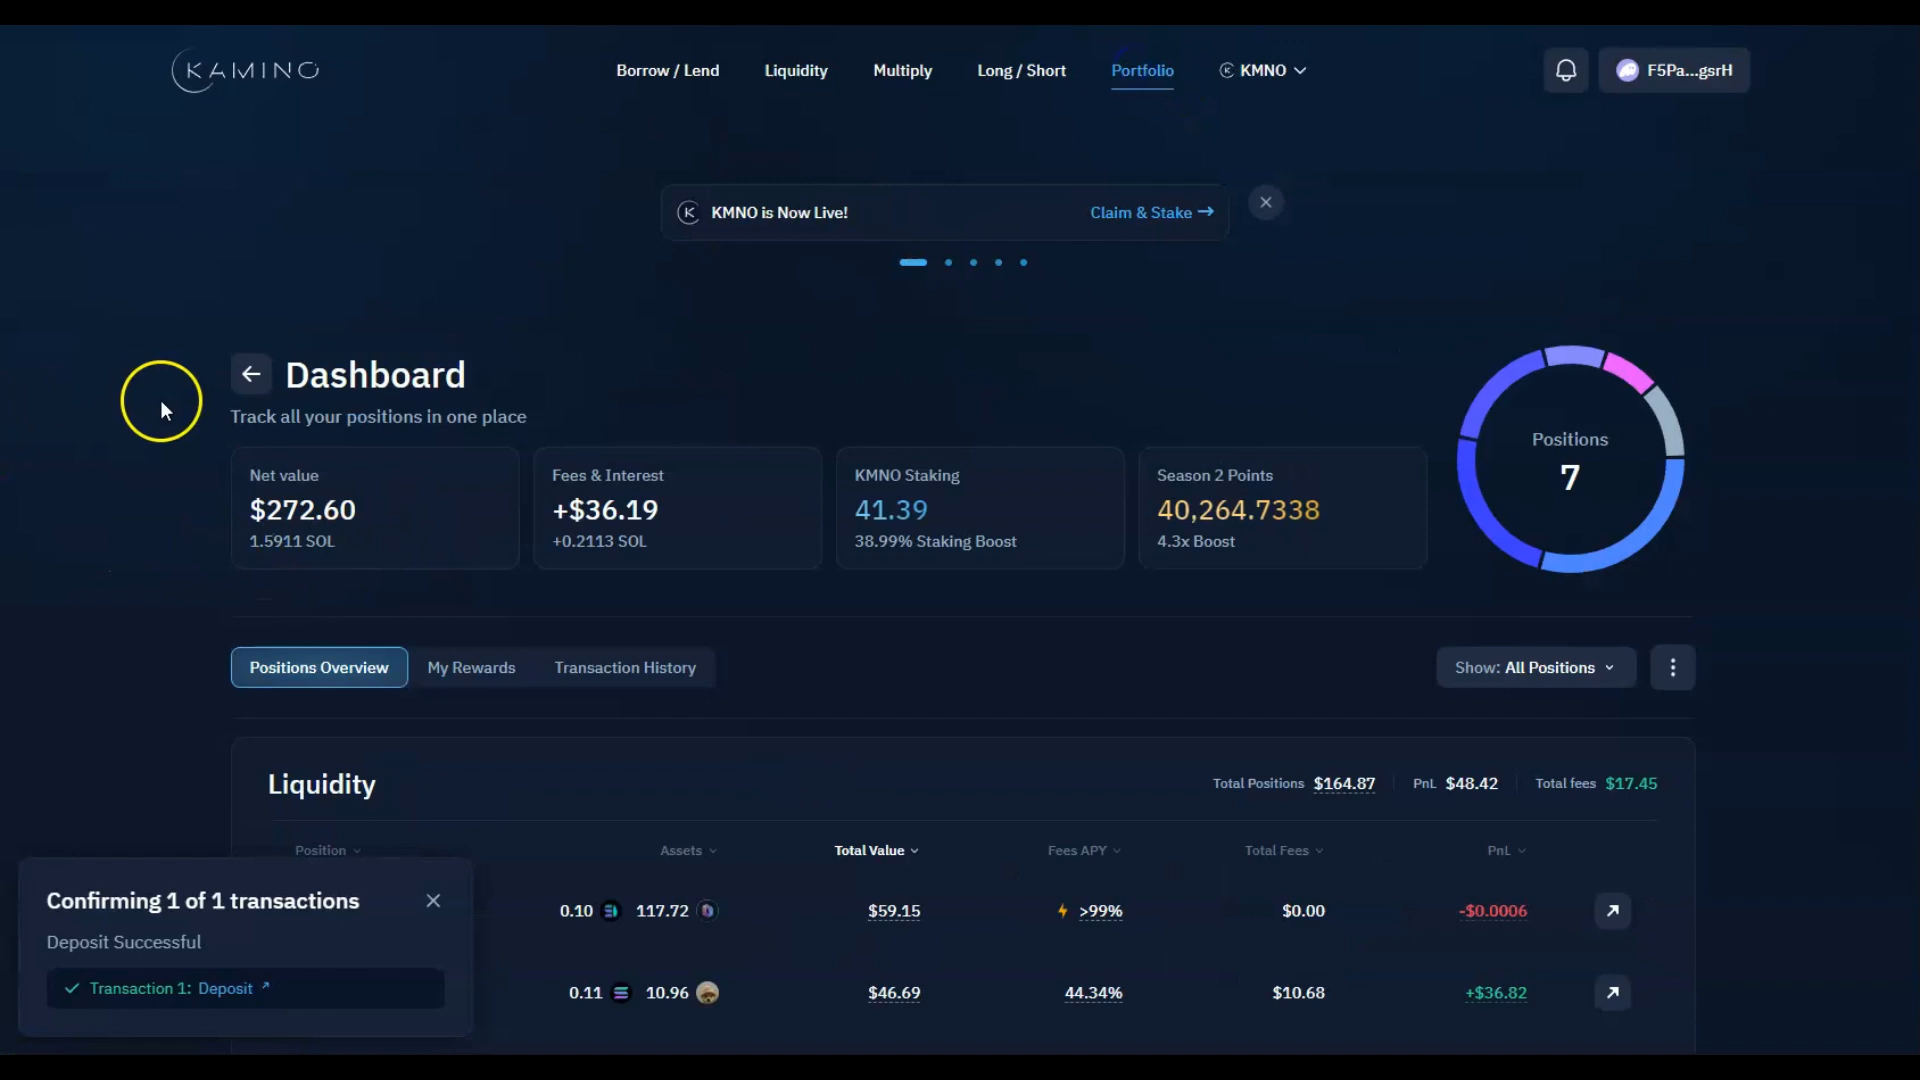 KAMINO
Borrow / Lend Liquidity Multiply Long / Short Portfolio KMNO F5Pa...gsrH
KMNO is Now Live! Claim & Stake →
← Dashboard
Track all your positions in one place
Net value Fees & Interest KMNO Staking Season 2 Points
$272.60 +$36.19 41.39 40,264.7338
1.5911 SOL +0.2113 SOL 38.99% Staking Boost 4.3x Boost
Positions
7
Positions Overview My Rewards Transaction History Show: All Positions
Liquidity Total Positions $164.87 PnL $48.42 Total fees $17.45
Position Assets Total Value Fees APY Total Fees PnL
0.10 117.72 $59.15 >99% $0.00 -$0.0006
0.11 10.96 $46.69 44.34% $10.68 +$36.82
Confirming 1 of 1 transactions
Deposit Successful
Transaction 1: Deposit